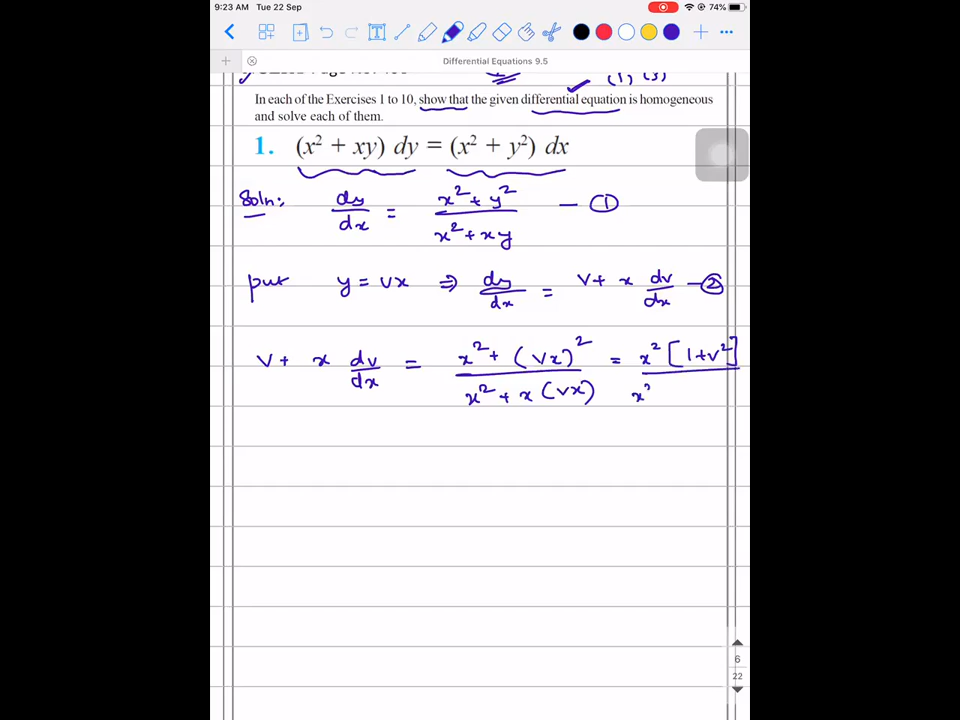 9:23 AM Tue 22 Sep 74%
Differential Equations 9.5
(1), (3)
In each of the Exercises 1 to 10, show that the given differential equation is homogeneous
and solve each of them.
1. (x² + xy) dy = (x² + y²) dx
Soln: dy/dx = (x² + y²)/(x² + xy) — ①
put y = vx ⇒ dy/dx = v + x dv/dx — ②
v + x dv/dx = (x² + (vx)²)/(x² + x(vx)) = x² [1+v²]/x²
6
22